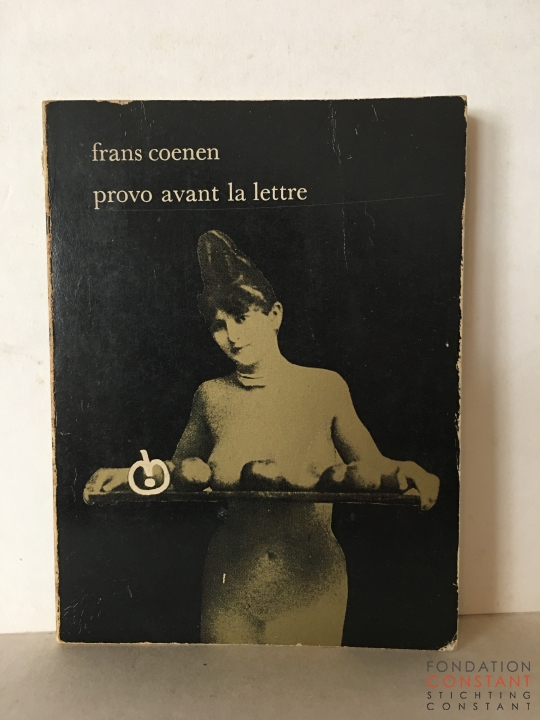 frans coenen
provo avant la lettre
FONDATION
CONSTANT
STICHTING
CONSTANT